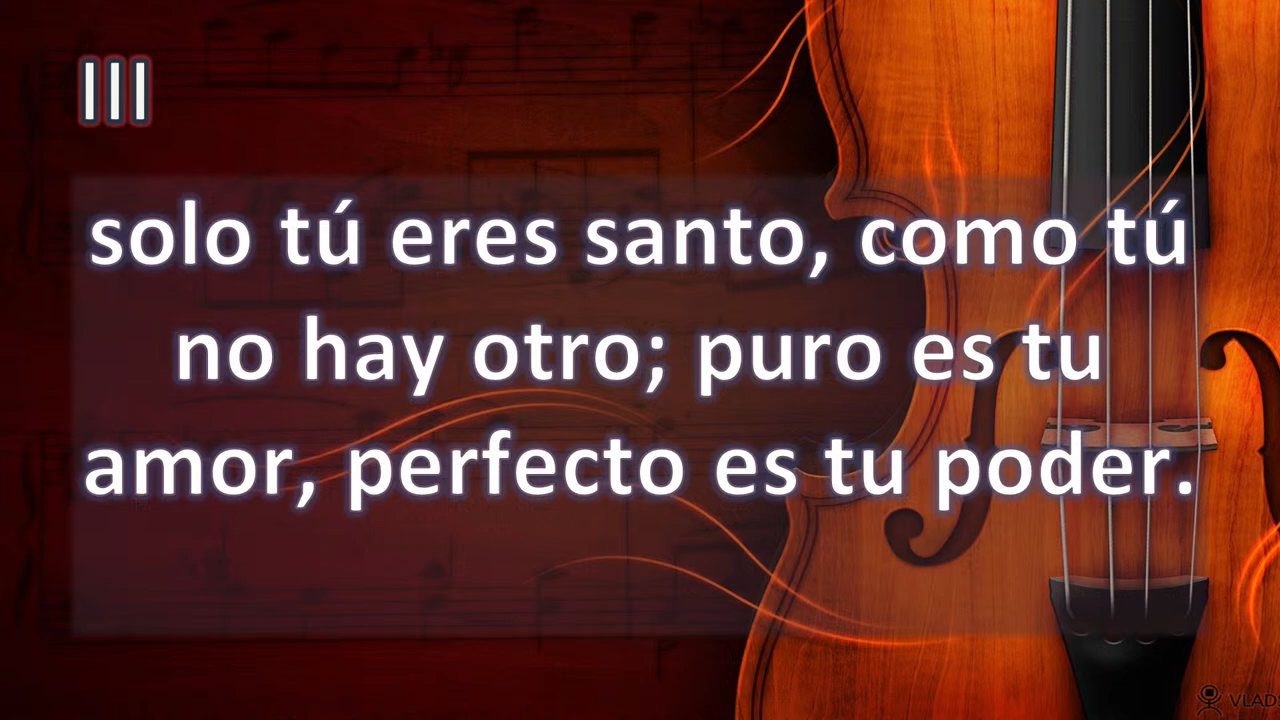 III
solo tú eres santo, como tú
no hay otro; puro es tu
amor, perfecto es tu poder.